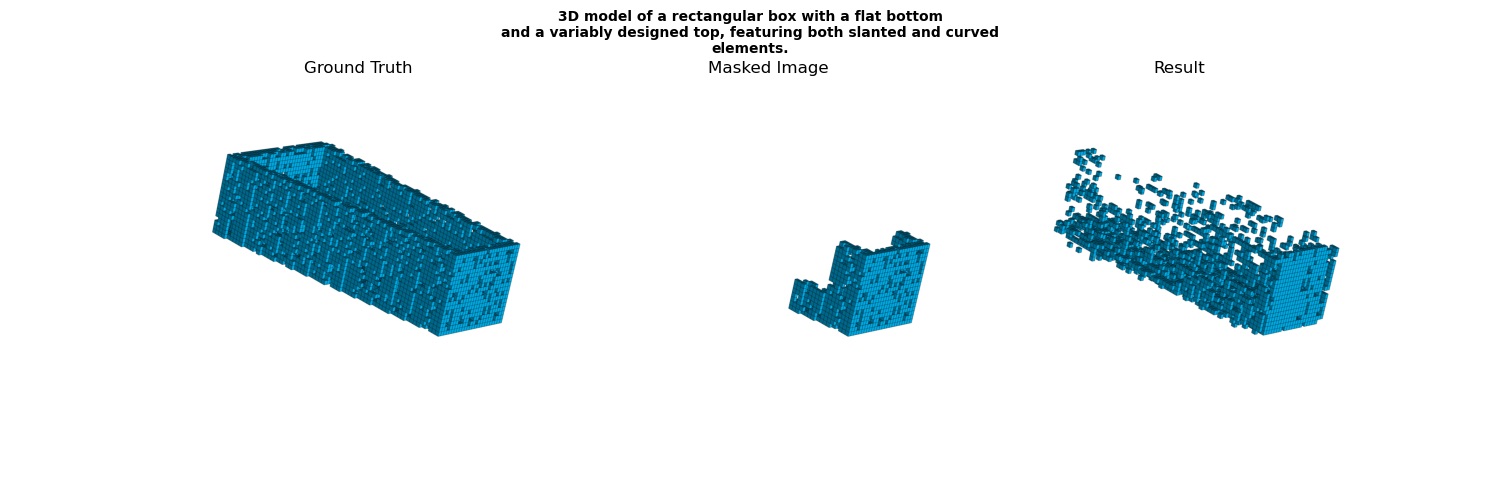 3D model of a rectangular box with a flat bottom
and a variably designed top, featuring both slanted and curved
elements.
Ground Truth
Masked Image
Result